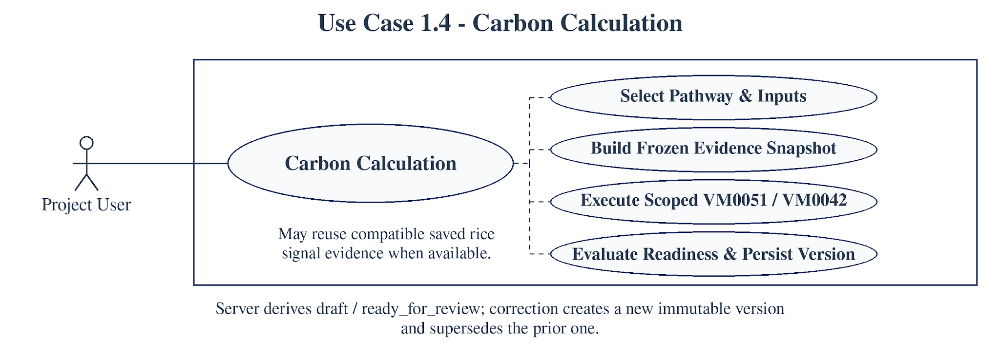 Use Case 1.4 - Carbon Calculation
Select Pathway & Inputs
Build Frozen Evidence Snapshot
Carbon Calculation
Execute Scoped VM0051 / VM0042
Project User
May reuse compatible saved rice
signal evidence when available.
Evaluate Readiness & Persist Version
Server derives draft / ready_for_review; correction creates a new immutable version
and supersedes the prior one.